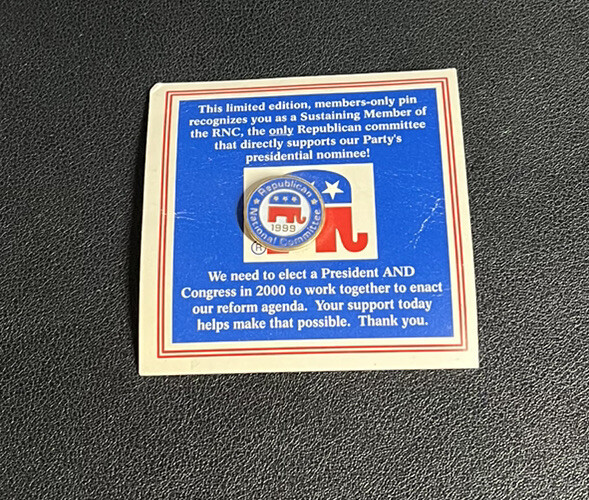 This limited edition, members-only pin
recognizes you as a Sustaining Member of
the RNC, the only Republican committee
that directly supports our Party's
presidential nominee!
Republican
1999
National Committee
®
We need to elect a President AND
Congress in 2000 to work together to enact
our reform agenda. Your support today
helps make that possible. Thank you.